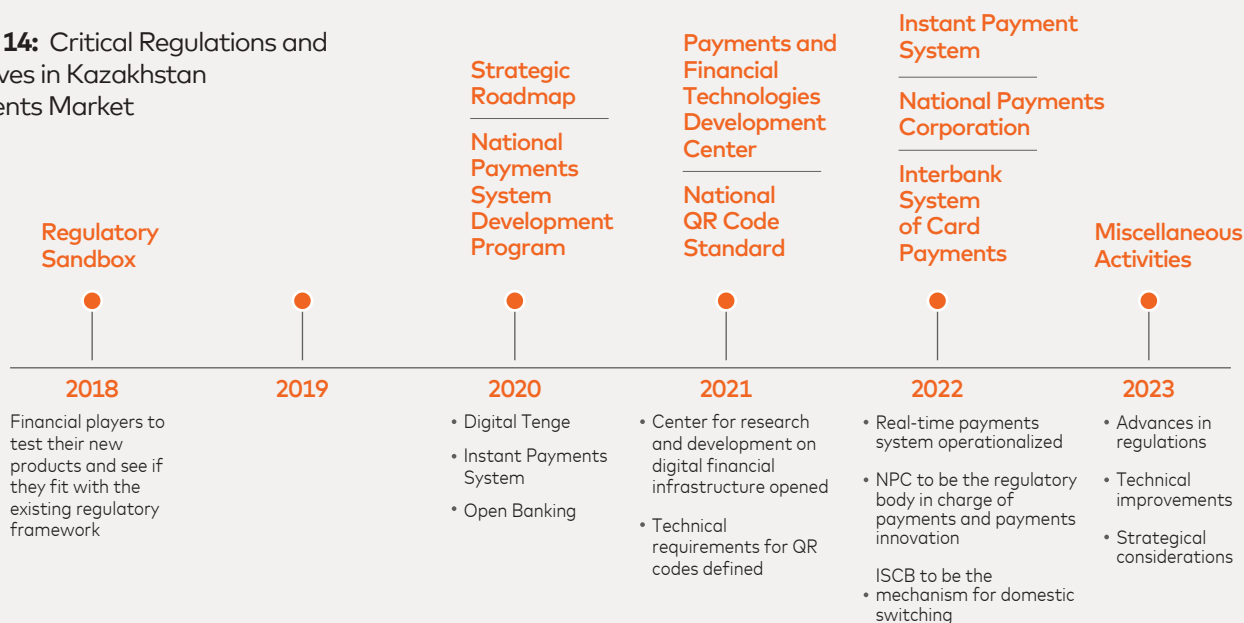 14: Critical Regulations and
ves in Kazakhstan
ents Market
Regulatory
Sandbox
Strategic
Roadmap
National
Payments
System
Development
Program
Payments and
Financial
Technologies
Development
Center
National
QR Code
Standard
Instant Payment
System
National Payments
Corporation
Interbank
System
of Card
Payments
Miscellaneous
Activities
2018
Financial players to
test their new
products and see if
they fit with the
existing regulatory
framework
2019
2020
• Digital Tenge
• Instant Payments
System
• Open Banking
2021
• Center for research
and development on
digital financial
infrastructure opened
• Technical
requirements for QR
codes defined
2022
• Real-time payments
system operationalized
• NPC to be the regulatory
body in charge of
payments and payments
innovation
ISCB to be the
• mechanism for domestic
switching
2023
• Advances in
regulations
• Technical
improvements
• Strategical
considerations